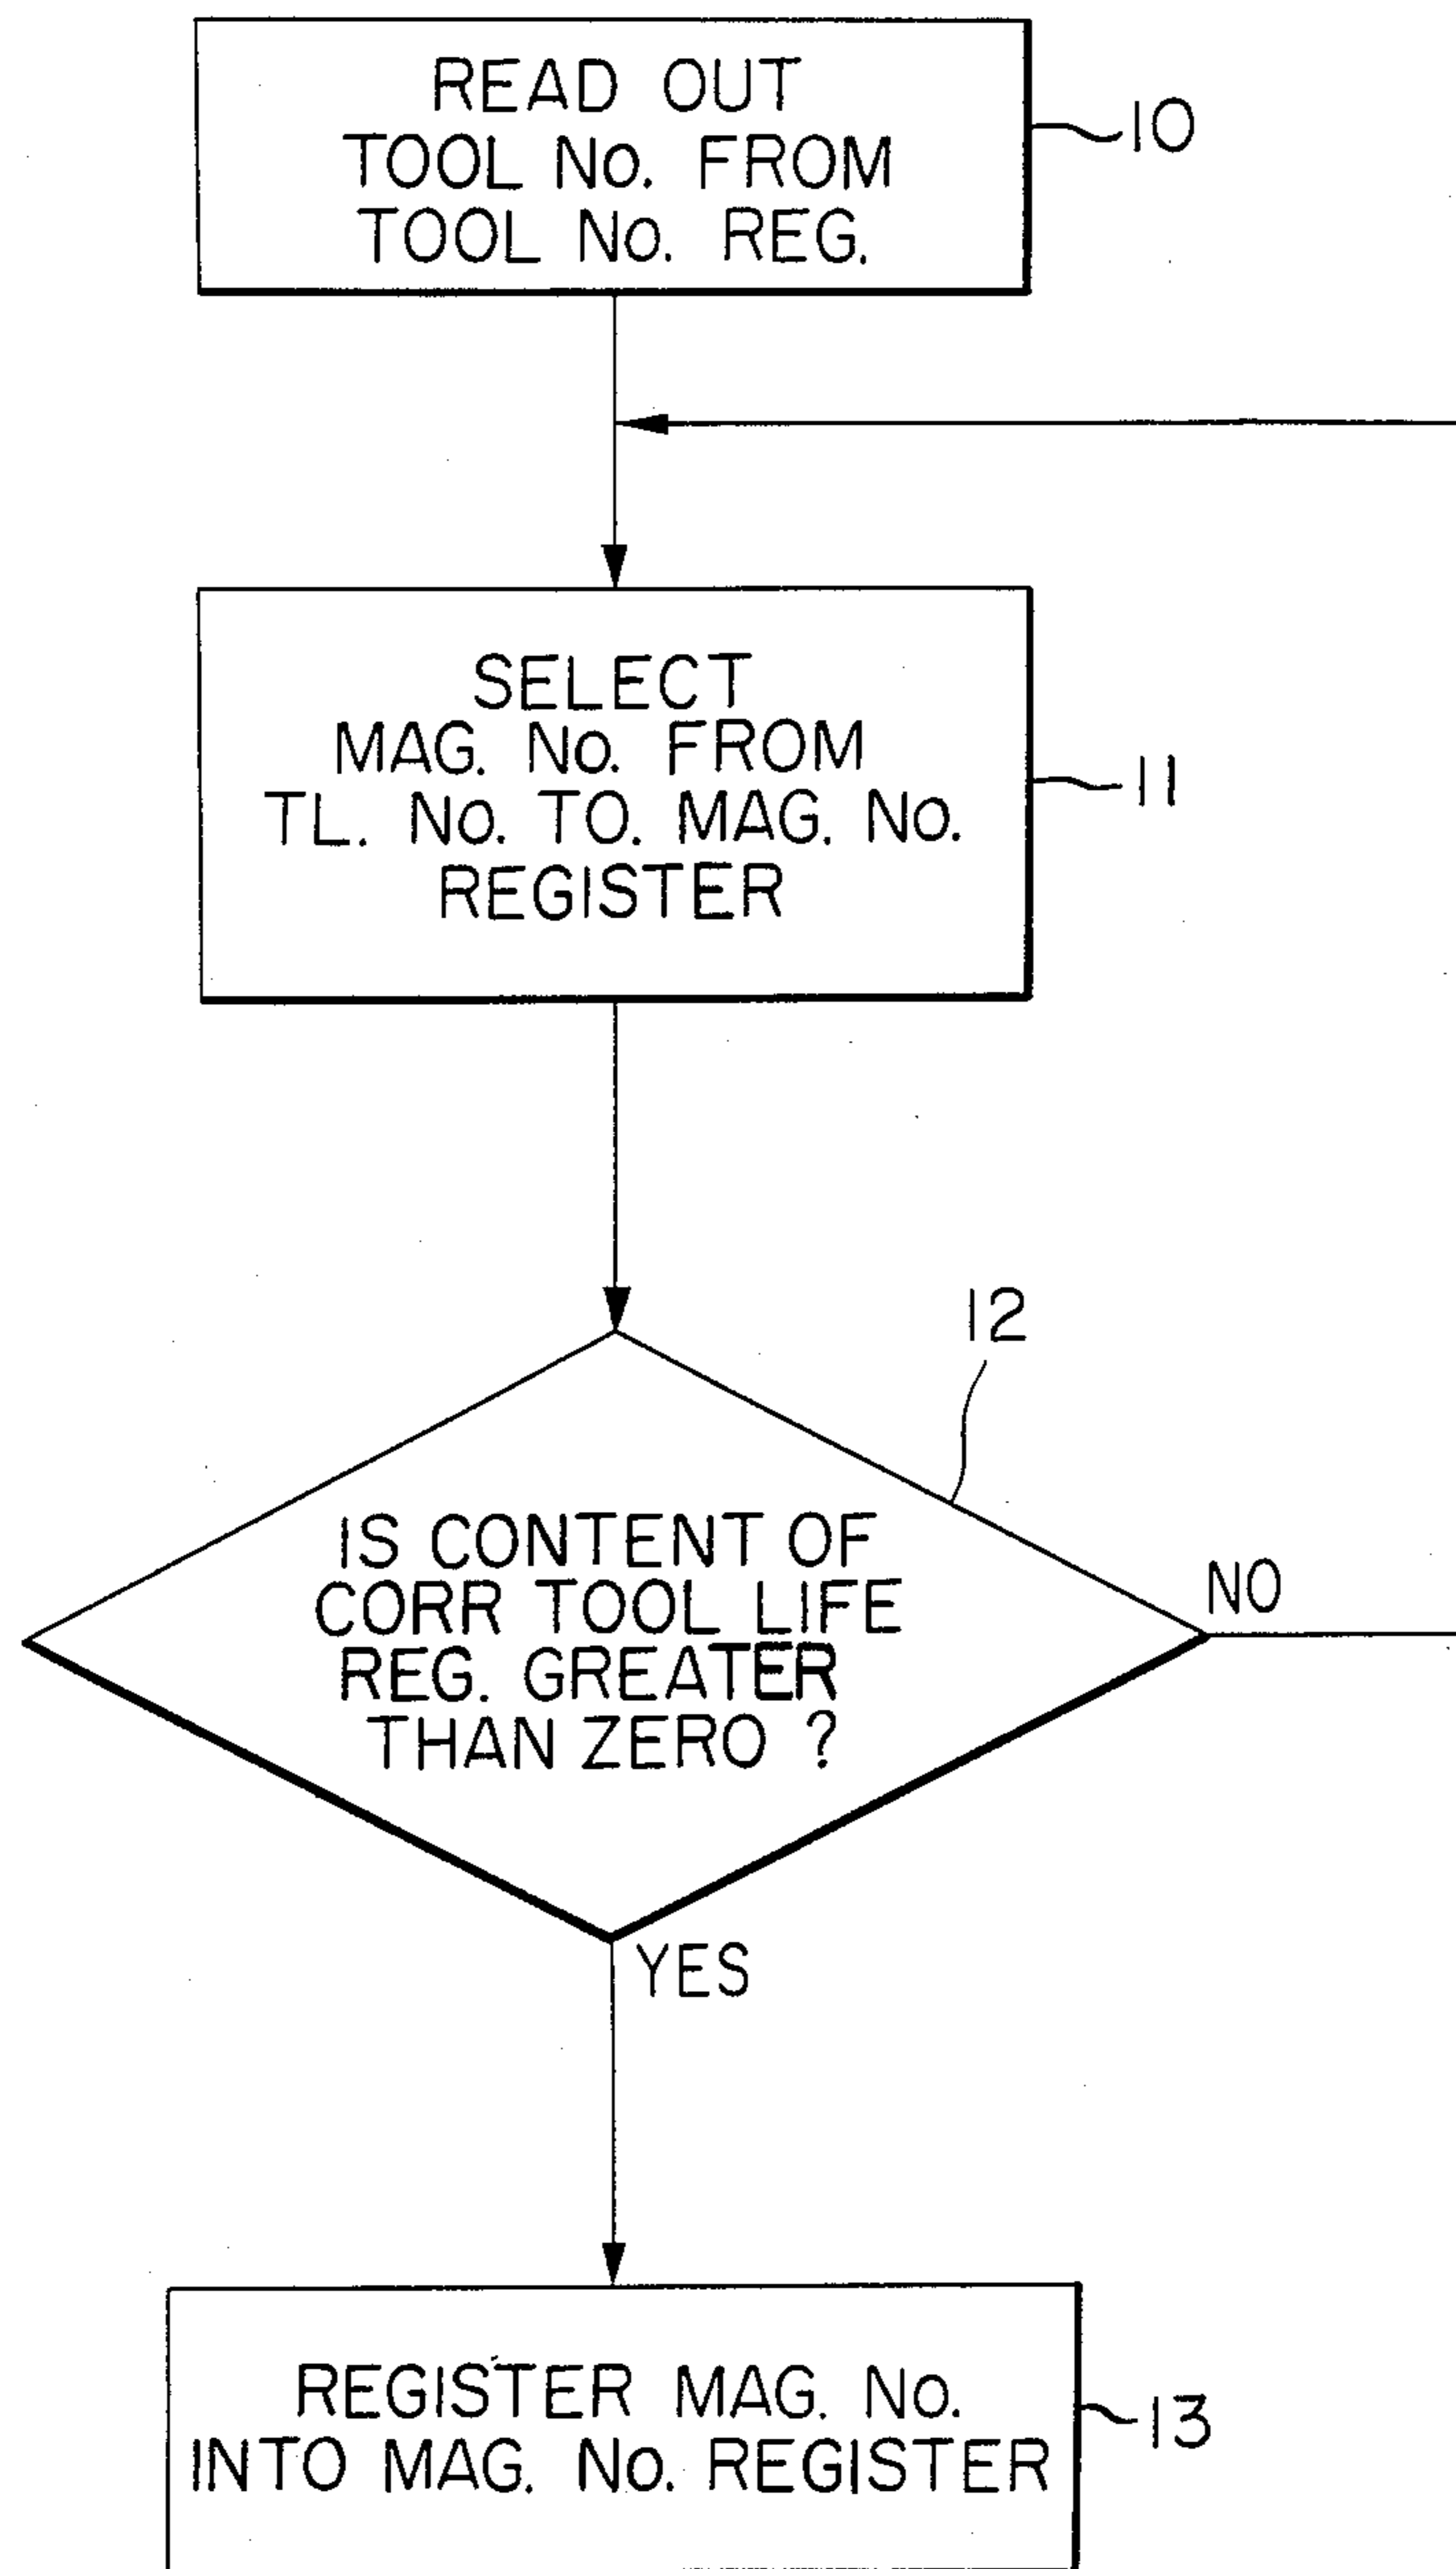 READ OUT
TOOL No. FROM
TOOL No. REG.
10
SELECT
MAG. No. FROM
TL. No. TO. MAG. No.
REGISTER
11
12
IS CONTENT OF
CORR TOOL LIFE
REG. GREATER
THAN ZERO ?
NO
YES
REGISTER MAG. No.
INTO MAG. No. REGISTER
13